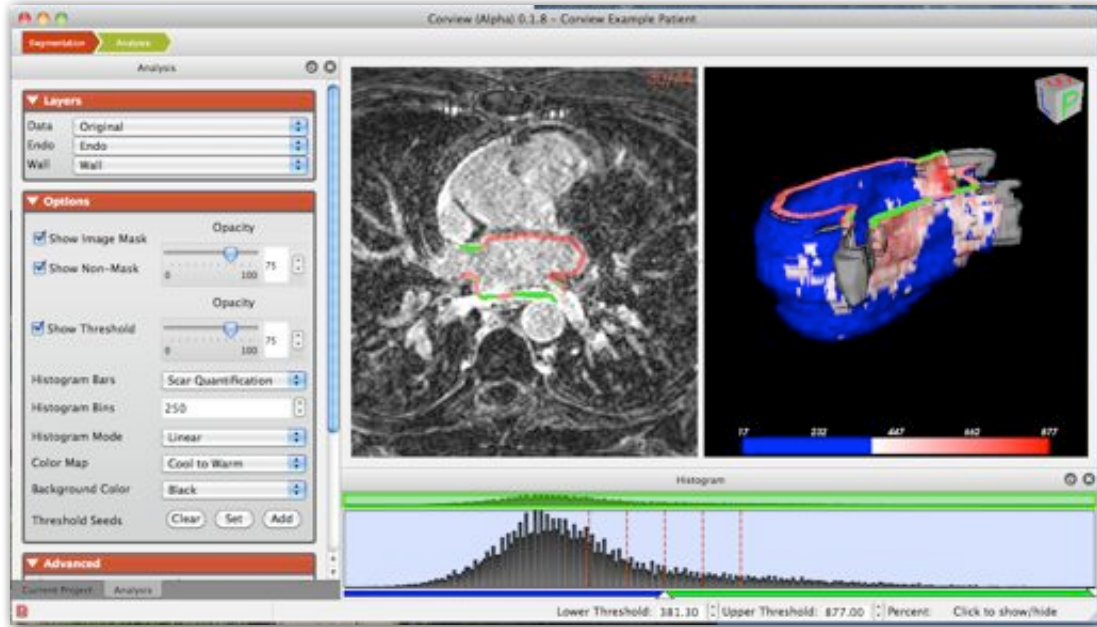 Corview (Alpha) 0.1.8 – Corview Example Patient
Segmentation
Analysis
Analysis
Layers
Data Original
Endo Endo
Wall Wall
Options
Opacity
Show Image Mask
Show Non-Mask
75
0 100
Opacity
Show Threshold
75
0 100
Histogram Bars Scar Quantification
Histogram Bins 250
Histogram Mode Linear
Color Map Cool to Warm
Background Color Black
Threshold Seeds Clear Set Add
Advanced
Current Project Analysis
P
17 232 447 662 877
Histogram
Lower Threshold: 381.30 Upper Threshold: 877.00 Percent: Click to show/hide